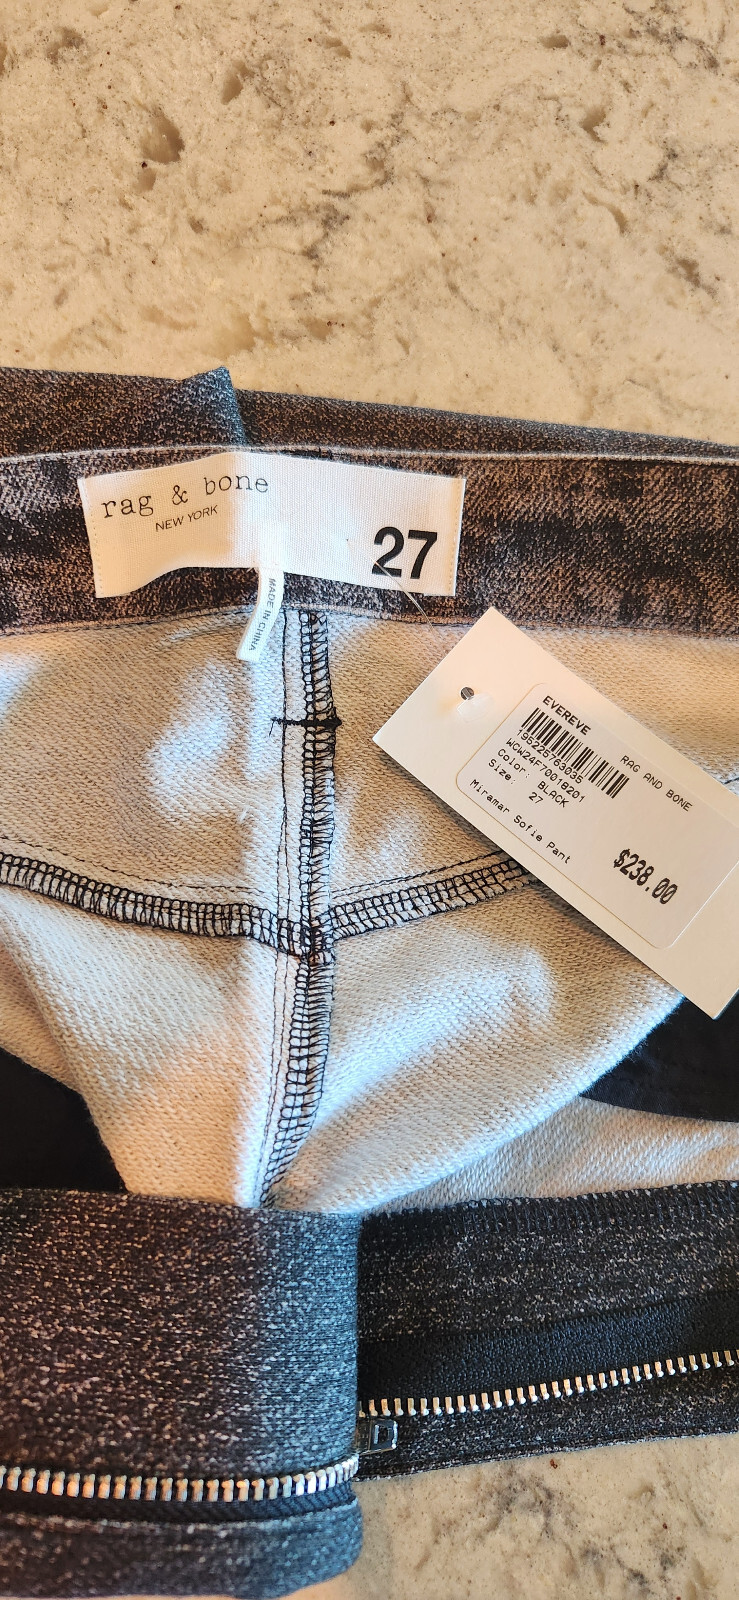 rag & bone
NEW YORK
27
MADE IN CHINA
EVEREVE
195225763035
RAG AND BONE
WCW24F7001B201
Color: BLACK
Size: 27
Miramar Sofie Pant
$238.00